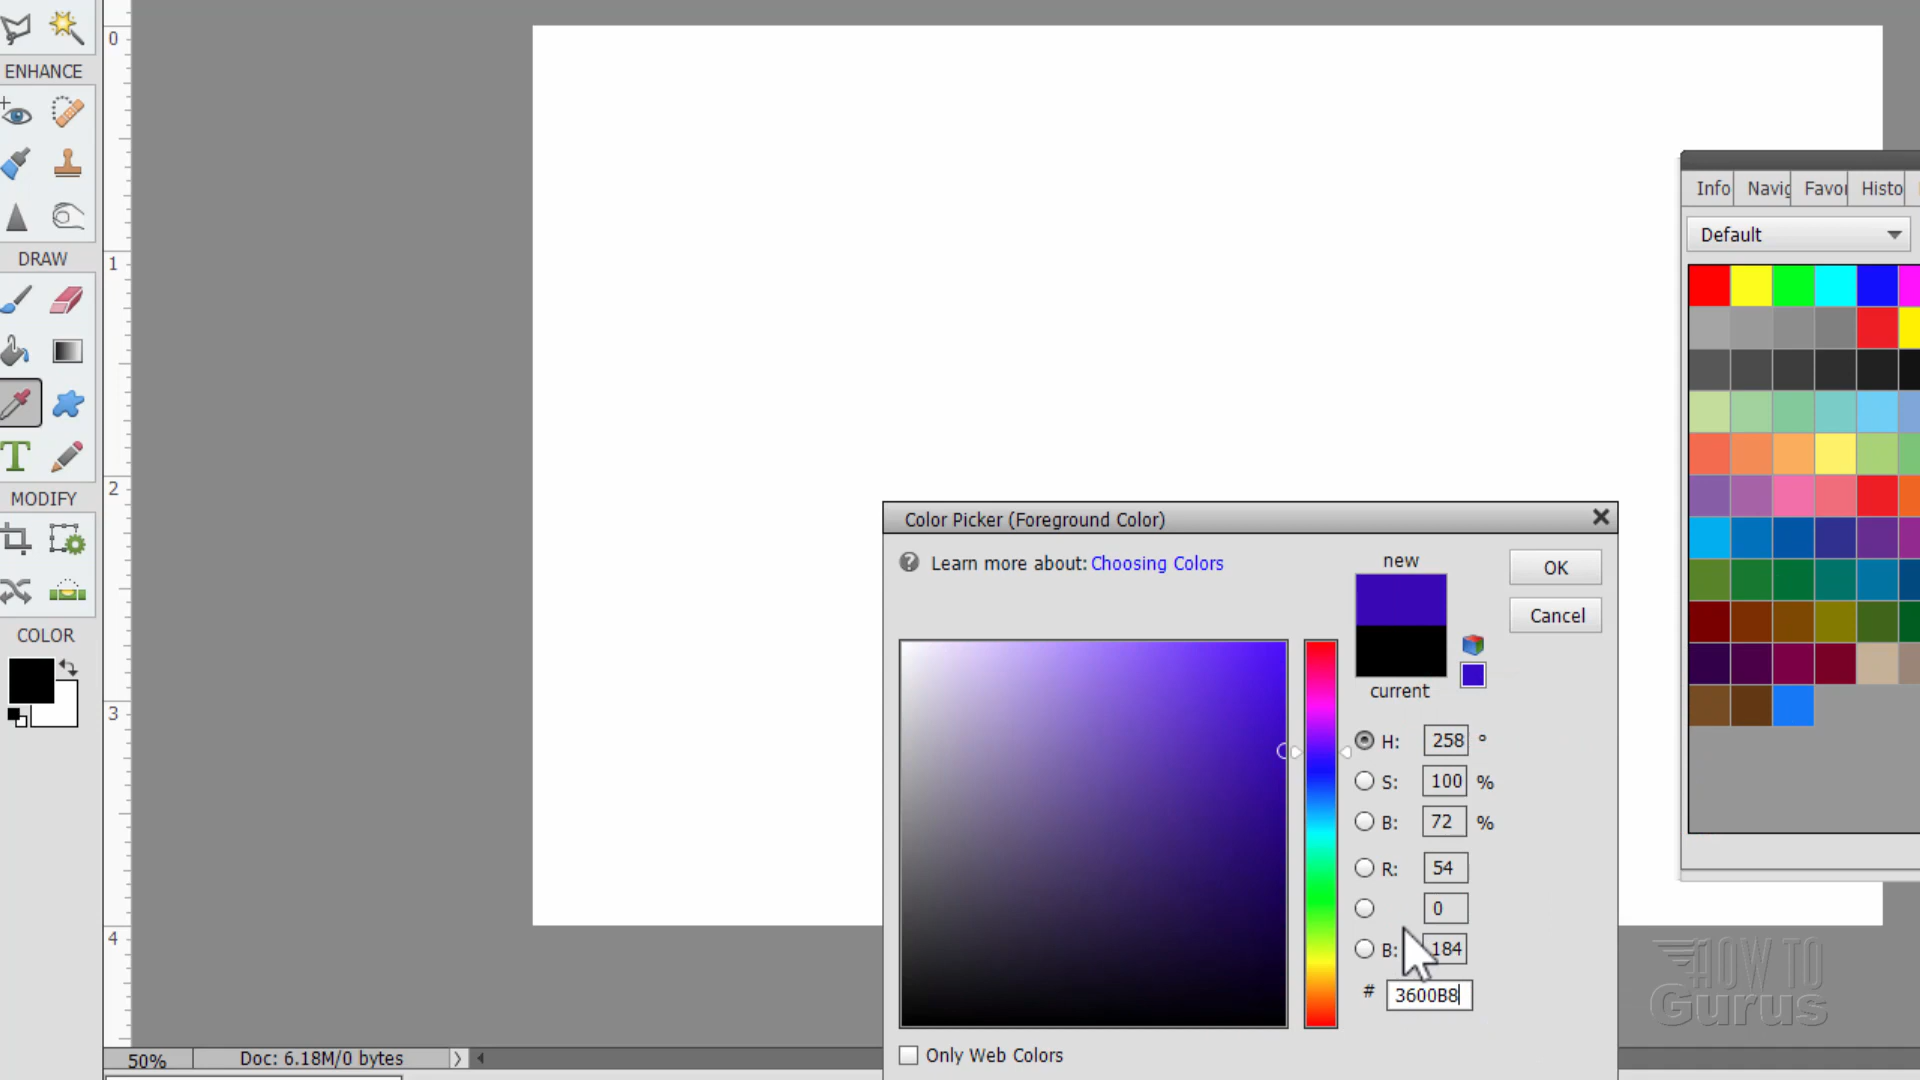 ENHANCE
DRAW
MODIFY
COLOR
0
1
2
3
4
50%
Doc: 6.18M/0 bytes
Color Picker (Foreground Color)
Learn more about: Choosing Colors
new
current
OK
Cancel
H: 258 °
S: 100 %
B: 72 %
R: 54
0
B: 184
# 3600B8
Only Web Colors
Info Navig Favor Histo
Default
HOW TO
Gurus